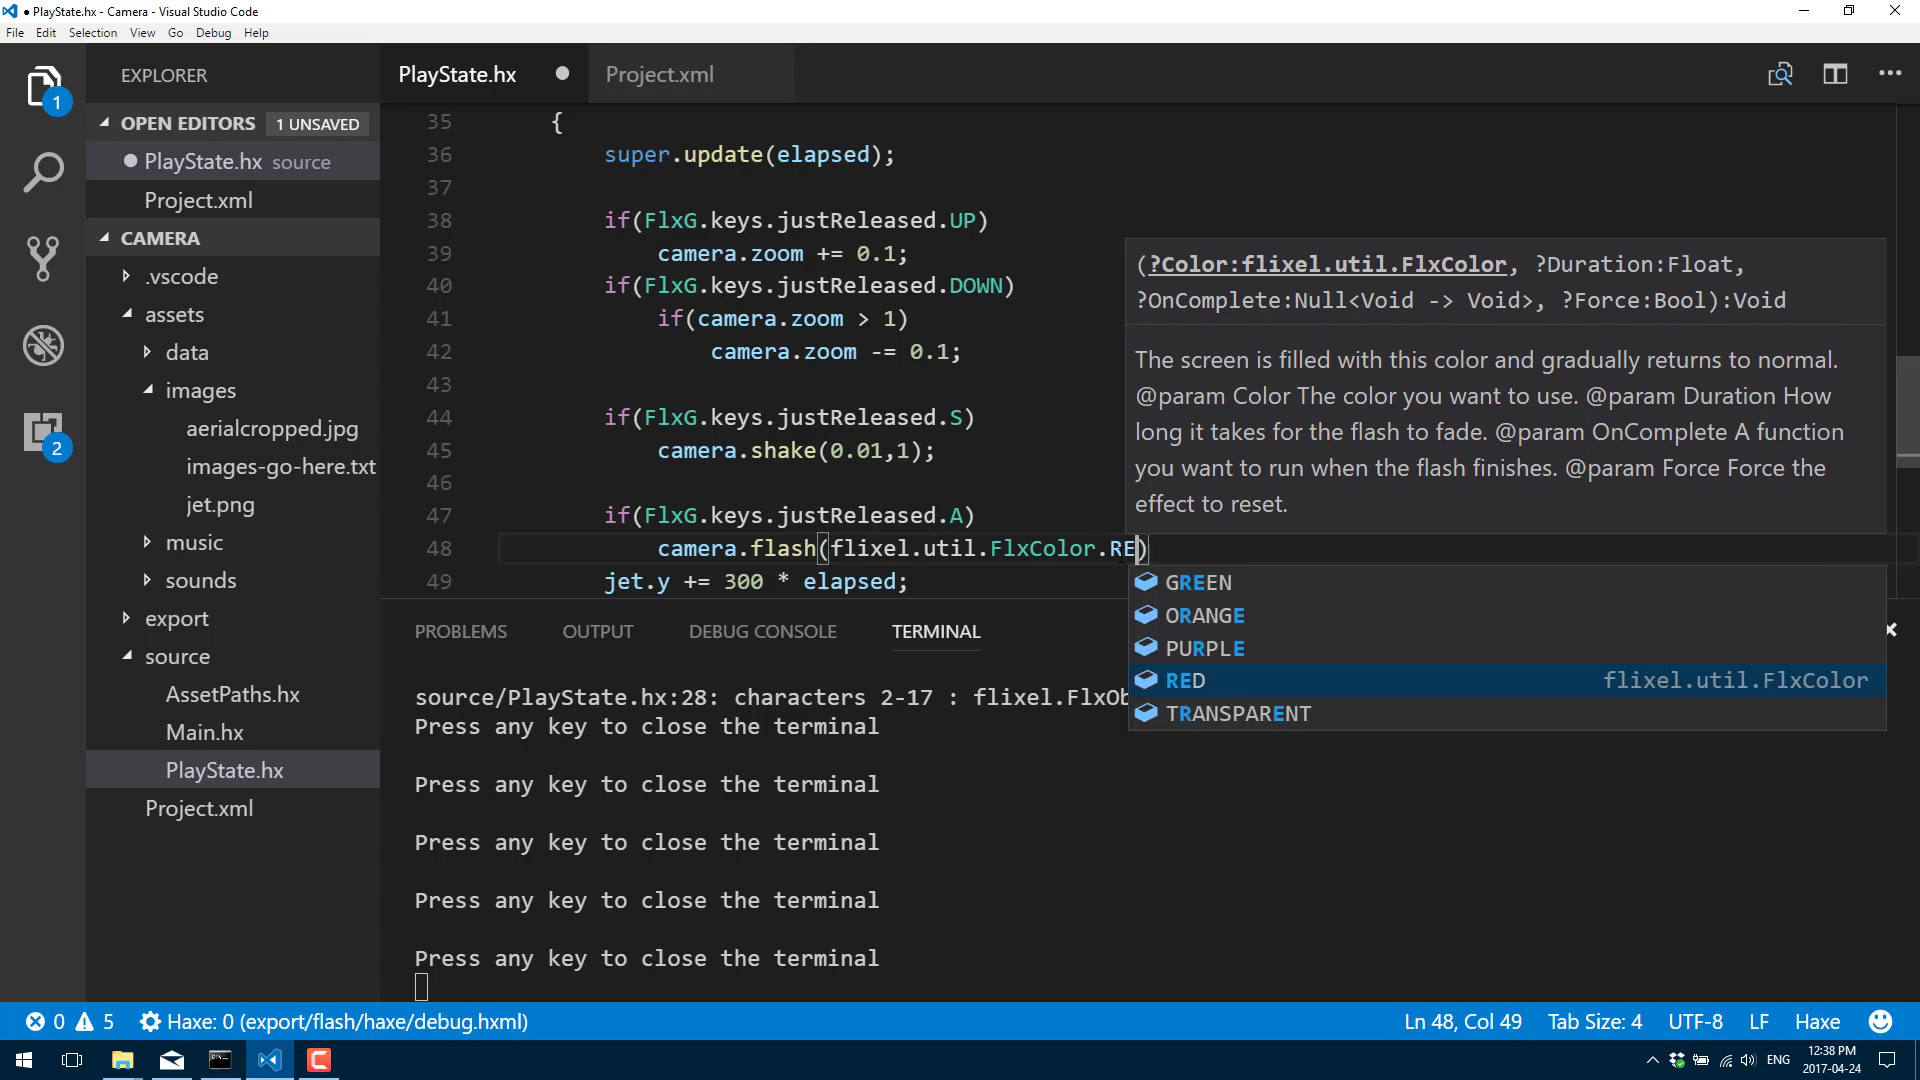 ● PlayState.hx - Camera - Visual Studio Code
File Edit Selection View Go Debug Help
EXPLORER
OPEN EDITORS 1 UNSAVED
PlayState.hx source
Project.xml
CAMERA
.vscode
assets
data
images
aerialcropped.jpg
images-go-here.txt
jet.png
music
sounds
export
source
AssetPaths.hx
Main.hx
PlayState.hx
Project.xml
1
2
PlayState.hx Project.xml
35 {
36 super.update(elapsed);
37
38 if(FlxG.keys.justReleased.UP)
39 camera.zoom += 0.1;
40 if(FlxG.keys.justReleased.DOWN)
41 if(camera.zoom > 1)
42 camera.zoom -= 0.1;
43
44 if(FlxG.keys.justReleased.S)
45 camera.shake(0.01,1);
46
47 if(FlxG.keys.justReleased.A)
48 camera.flash(flixel.util.FlxColor.RE)
49 jet.y += 300 * elapsed;
(?Color:flixel.util.FlxColor, ?Duration:Float,
?OnComplete:Null<Void -> Void>, ?Force:Bool):Void
The screen is filled with this color and gradually returns to normal.
@param Color The color you want to use. @param Duration How
long it takes for the flash to fade. @param OnComplete A function
you want to run when the flash finishes. @param Force Force the
effect to reset.
GREEN
ORANGE
PURPLE
RED flixel.util.FlxColor
TRANSPARENT
PROBLEMS OUTPUT DEBUG CONSOLE TERMINAL
source/PlayState.hx:28: characters 2-17 : flixel.FlxOb
Press any key to close the terminal
Press any key to close the terminal
Press any key to close the terminal
Press any key to close the terminal
Press any key to close the terminal
0 5 Haxe: 0 (export/flash/haxe/debug.hxml)
Ln 48, Col 49 Tab Size: 4 UTF-8 LF Haxe
ENG
12:38 PM
2017-04-24